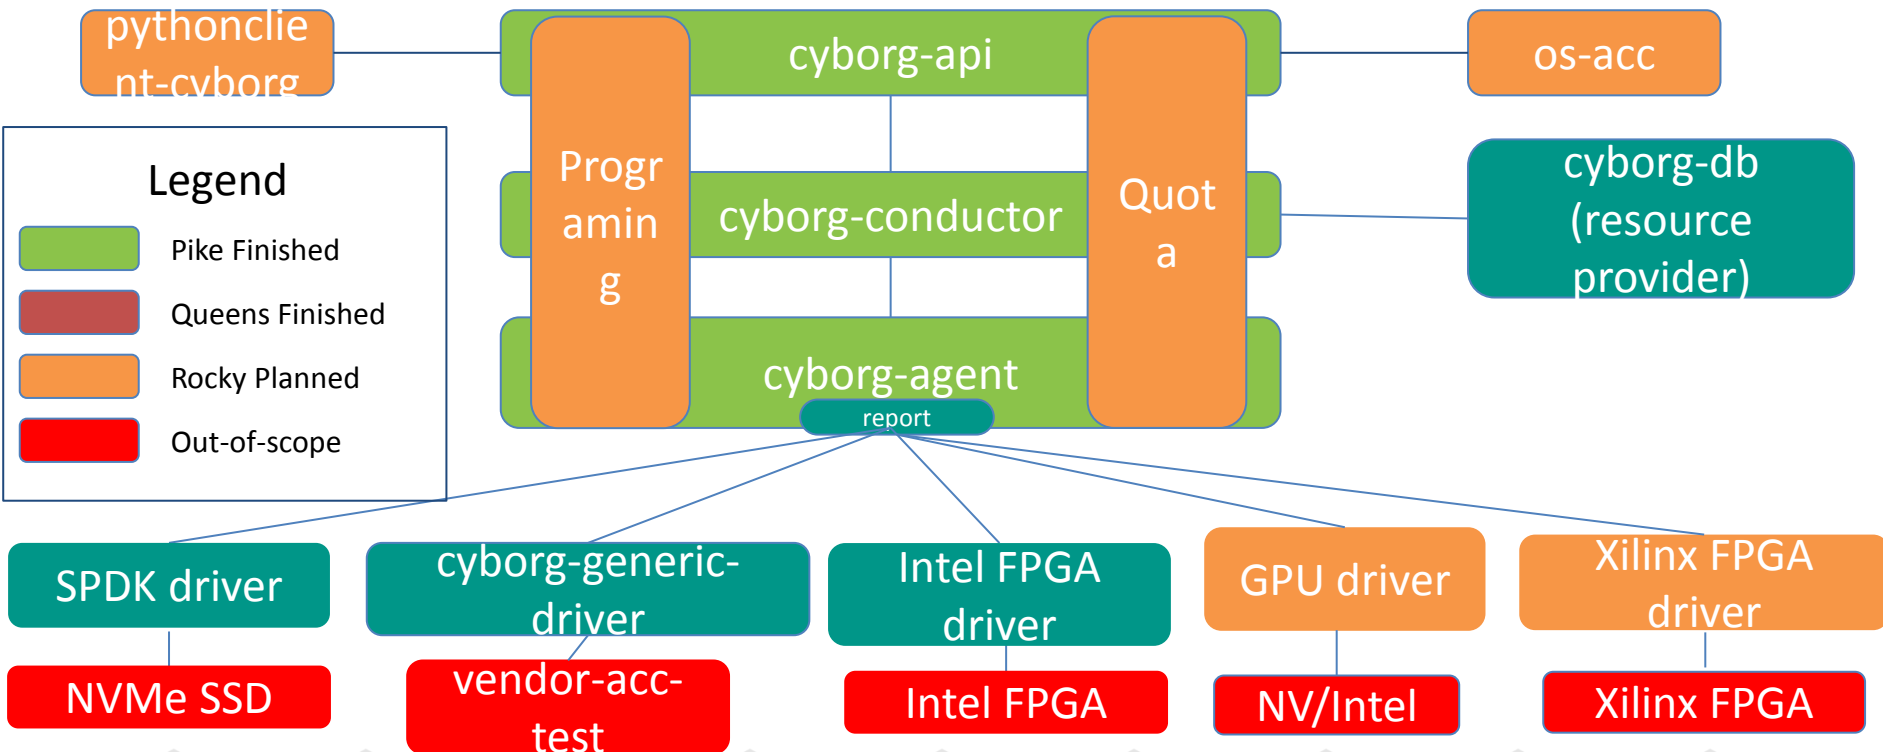 pythonclie
nt-cyborg
cyborg-api
os-acc
Legend
Pike Finished
Queens Finished
Rocky Planned
Out-of-scope
Progr
amin
g
cyborg-conductor
Quot
a
cyborg-db
(resource
provider)
cyborg-agent
report
SPDK driver
cyborg-generic-
driver
Intel FPGA
driver
GPU driver
Xilinx FPGA
driver
NVMe SSD
vendor-acc-
test
Intel FPGA
NV/Intel
Xilinx FPGA